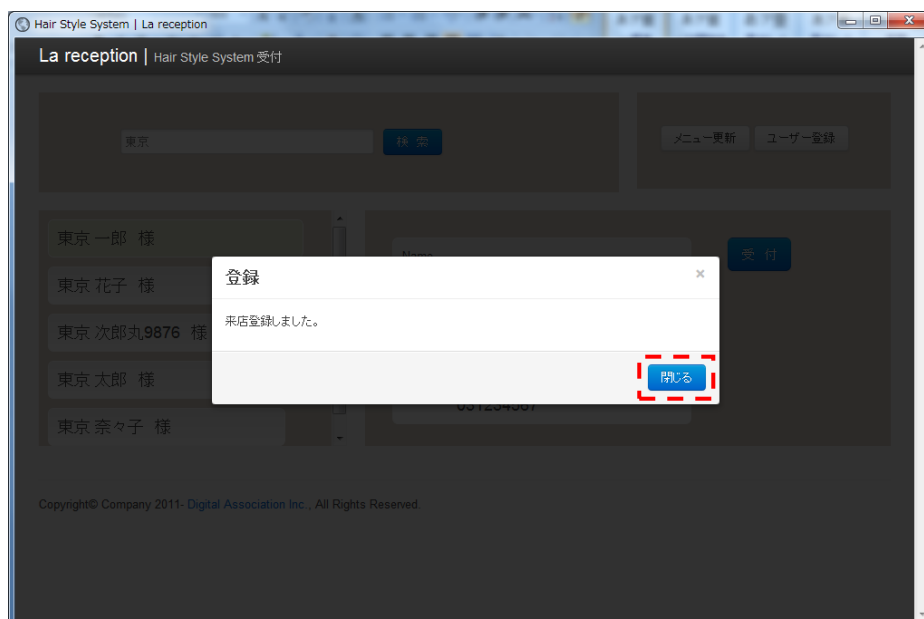 Hair Style System | La reception
La reception | Hair Style System 受付
東京
検 索
メニュー更新
ユーザー登録
東京 一郎 様
東京 花子 様
東京 次郎丸9876 様
東京 太郎 様
東京 奈々子 様
Name
受 付
登録
×
来店登録しました。
閉じる
Copyright© Company 2011- Digital Association Inc., All Rights Reserved.